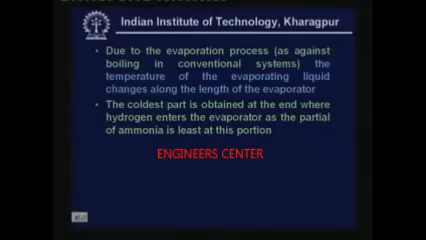 Indian Institute of Technology, Kharagpur
• Due to the evaporation process (as against
boiling in conventional systems) the
temperature of the evaporating liquid
changes along the length of the evaporator
• The coldest part is obtained at the end where
hydrogen enters the evaporator as the partial
of ammonia is least at this portion
ENGINEERS CENTER